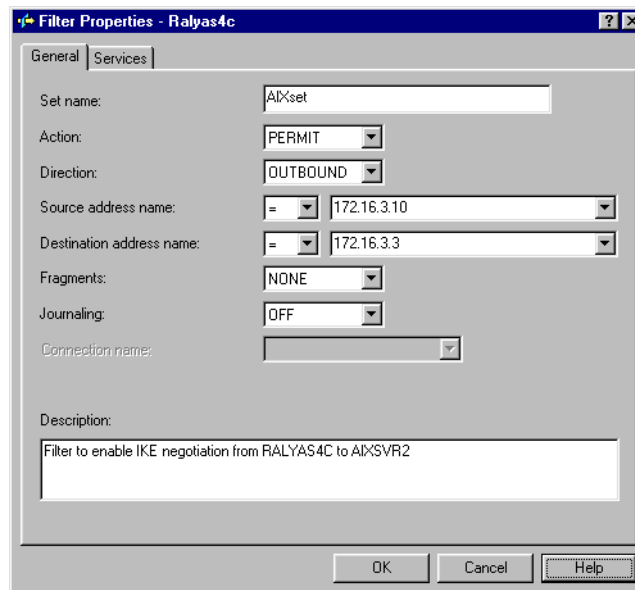 Filter Properties - Ralyas4c
General Services
Set name: AIXset
Action: PERMIT
Direction: OUTBOUND
Source address name: = 172.16.3.10
Destination address name: = 172.16.3.3
Fragments: NONE
Journaling: OFF
Connection name:
Description:
Filter to enable IKE negotiation from RALYAS4C to AIXSVR2
OK Cancel Help